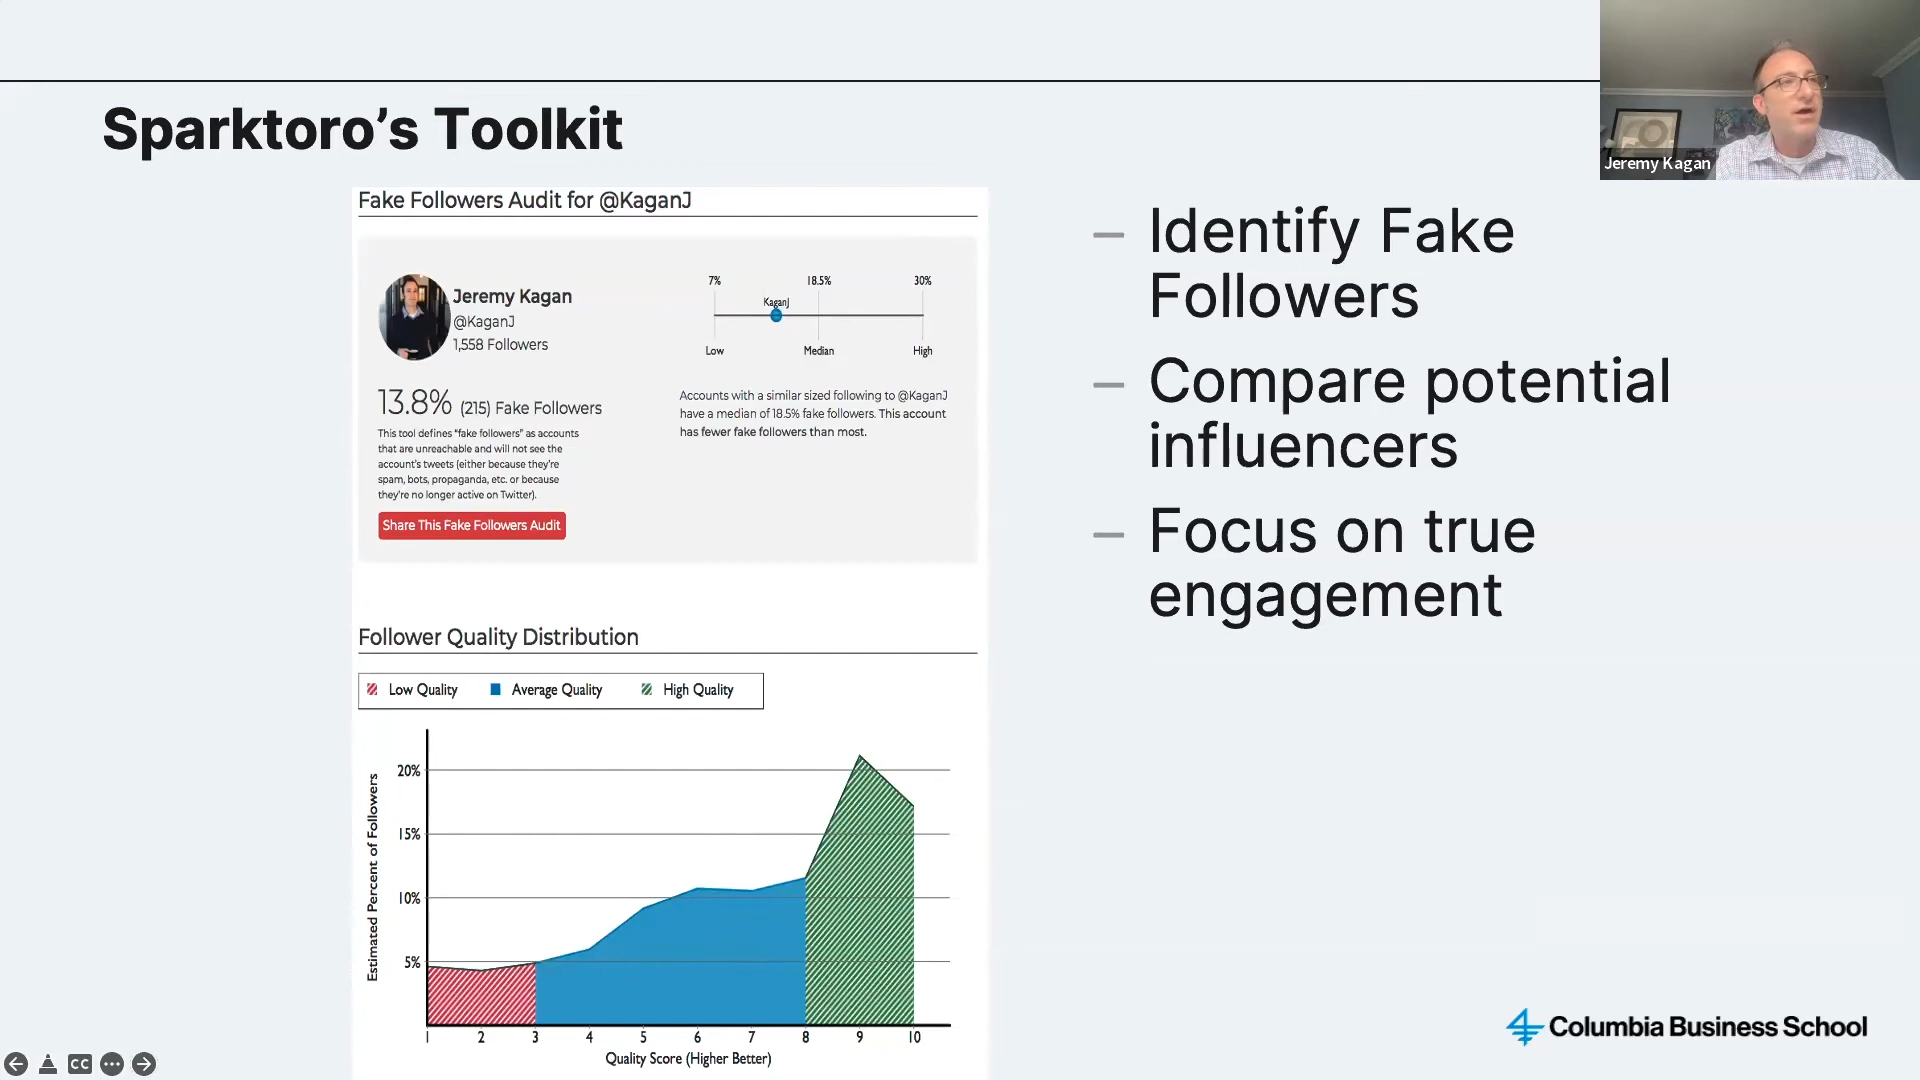 Sparktoro’s Toolkit
Jeremy Kagan
Fake Followers Audit for @KaganJ
Jeremy Kagan
@KaganJ
1,558 Followers
13.8% (215) Fake Followers
This tool defines “fake followers” as accounts
that are unreachable and will not see the
account’s tweets (either because they’re
spam, bots, propaganda, etc. or because
they’re no longer active on Twitter).
Share This Fake Followers Audit
7% 18.5% 30%
KaganJ
Low Median High
Accounts with a similar sized following to @KaganJ
have a median of 18.5% fake followers. This account
has fewer fake followers than most.
Follower Quality Distribution
Low Quality Average Quality High Quality
Estimated Percent of Followers
20%
15%
10%
5%
1 2 3 4 5 6 7 8 9 10
Quality Score (Higher Better)
– Identify Fake
Followers
– Compare potential
influencers
– Focus on true
engagement
Columbia Business School
CC